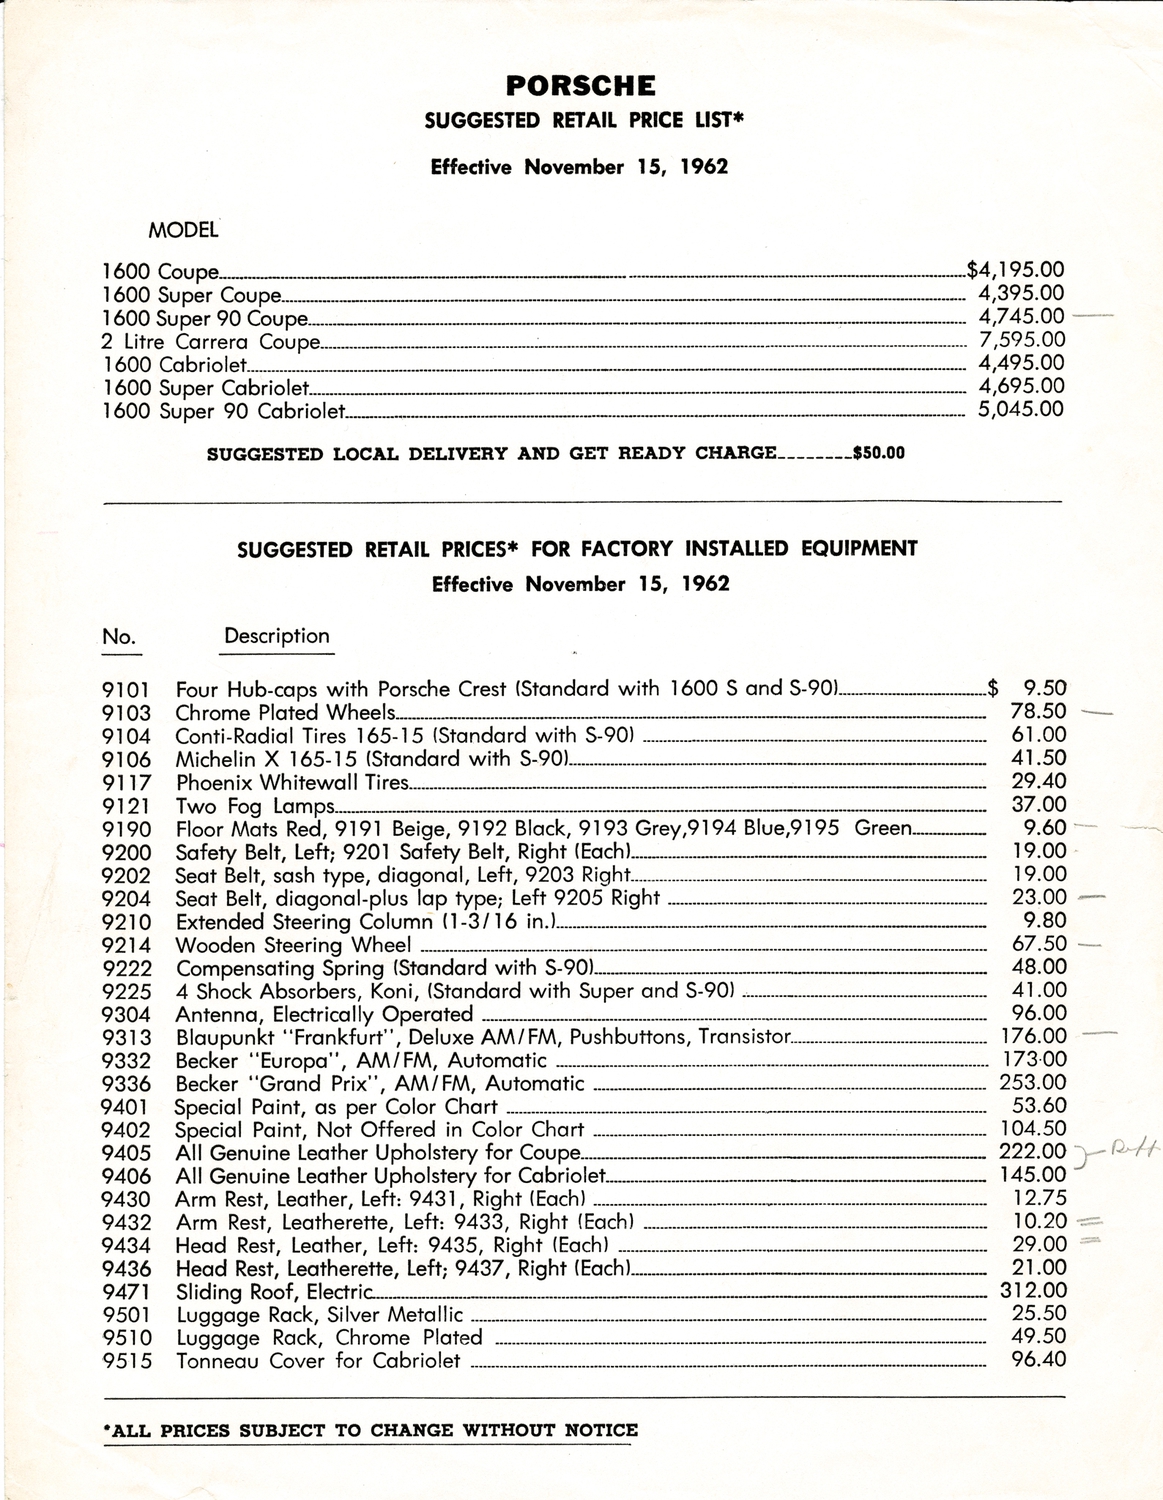 PORSCHE
SUGGESTED RETAIL PRICE LIST*
Effective November 15, 1962
MODEL
1600 Coupe $4,195.00
1600 Super Coupe 4,395.00
1600 Super 90 Coupe 4,745.00
2 Litre Carrera Coupe 7,595.00
1600 Cabriolet 4,495.00
1600 Super Cabriolet 4,695.00
1600 Super 90 Cabriolet 5,045.00
SUGGESTED LOCAL DELIVERY AND GET READY CHARGE________$50.00
SUGGESTED RETAIL PRICES* FOR FACTORY INSTALLED EQUIPMENT
Effective November 15, 1962
No. Description
9101 Four Hub-caps with Porsche Crest (Standard with 1600 S and S-90) $ 9.50
9103 Chrome Plated Wheels 78.50
9104 Conti-Radial Tires 165-15 (Standard with S-90) 61.00
9106 Michelin X 165-15 (Standard with S-90) 41.50
9117 Phoenix Whitewall Tires 29.40
9121 Two Fog Lamps 37.00
9190 Floor Mats Red, 9191 Beige, 9192 Black, 9193 Grey,9194 Blue,9195 Green 9.60
9200 Safety Belt, Left; 9201 Safety Belt, Right (Each) 19.00
9202 Seat Belt, sash type, diagonal, Left, 9203 Right 19.00
9204 Seat Belt, diagonal-plus lap type; Left 9205 Right 23.00
9210 Extended Steering Column (1-3/16 in.) 9.80
9214 Wooden Steering Wheel 67.50
9222 Compensating Spring (Standard with S-90) 48.00
9225 4 Shock Absorbers, Koni, (Standard with Super and S-90) 41.00
9304 Antenna, Electrically Operated 96.00
9313 Blaupunkt "Frankfurt", Deluxe AM/FM, Pushbuttons, Transistor 176.00
9332 Becker "Europa", AM/FM, Automatic 173.00
9336 Becker "Grand Prix", AM/FM, Automatic 253.00
9401 Special Paint, as per Color Chart 53.60
9402 Special Paint, Not Offered in Color Chart 104.50
9405 All Genuine Leather Upholstery for Coupe 222.00
9406 All Genuine Leather Upholstery for Cabriolet 145.00
9430 Arm Rest, Leather, Left: 9431, Right (Each) 12.75
9432 Arm Rest, Leatherette, Left: 9433, Right (Each) 10.20
9434 Head Rest, Leather, Left: 9435, Right (Each) 29.00
9436 Head Rest, Leatherette, Left; 9437, Right (Each) 21.00
9471 Sliding Roof, Electric 312.00
9501 Luggage Rack, Silver Metallic 25.50
9510 Luggage Rack, Chrome Plated 49.50
9515 Tonneau Cover for Cabriolet 96.40
*ALL PRICES SUBJECT TO CHANGE WITHOUT NOTICE